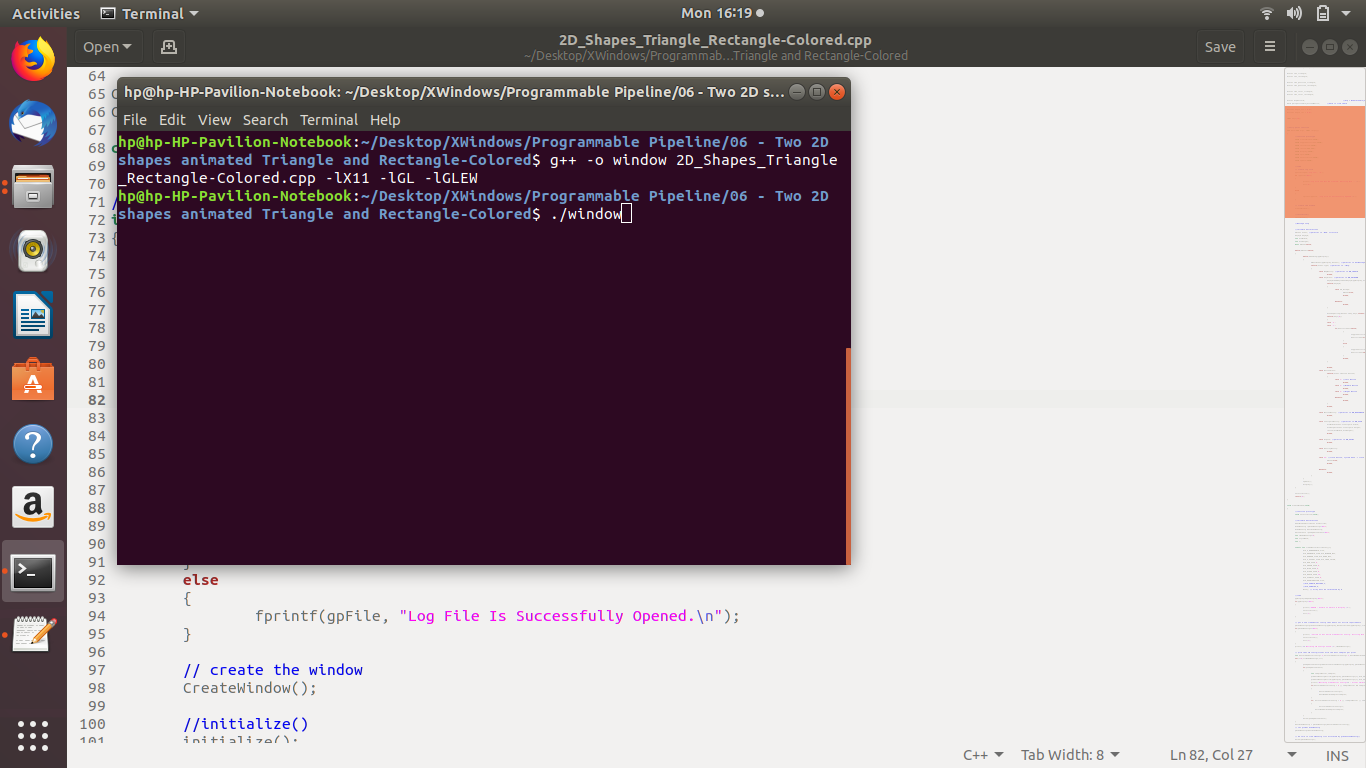 Activities Terminal Mon 16:19
Open 2D_Shapes_Triangle_Rectangle-Colored.cpp Save
~/Desktop/XWindows/Programmab...Triangle and Rectangle-Colored
64
65
66
67
68
69
70
71
72
73
74
75
76
77
78
79
80
81
82
83
84
85
86
87
88
89
90
hp@hp-HP-Pavilion-Notebook: ~/Desktop/XWindows/Programmable Pipeline/06 - Two 2D s...
File Edit View Search Terminal Help
hp@hp-HP-Pavilion-Notebook:~/Desktop/XWindows/Programmable Pipeline/06 - Two 2D
shapes animated Triangle and Rectangle-Colored$ g++ -o window 2D_Shapes_Triangle
_Rectangle-Colored.cpp -lX11 -lGL -lGLEW
hp@hp-HP-Pavilion-Notebook:~/Desktop/XWindows/Programmable Pipeline/06 - Two 2D
shapes animated Triangle and Rectangle-Colored$ ./window
91 }
92 else
93 {
94 fprintf(gpFile, "Log File Is Successfully Opened.\n");
95 }
96
97 // create the window
98 CreateWindow();
99
100 //initialize()
101 initialize();
C++ Tab Width: 8 Ln 82, Col 27 INS